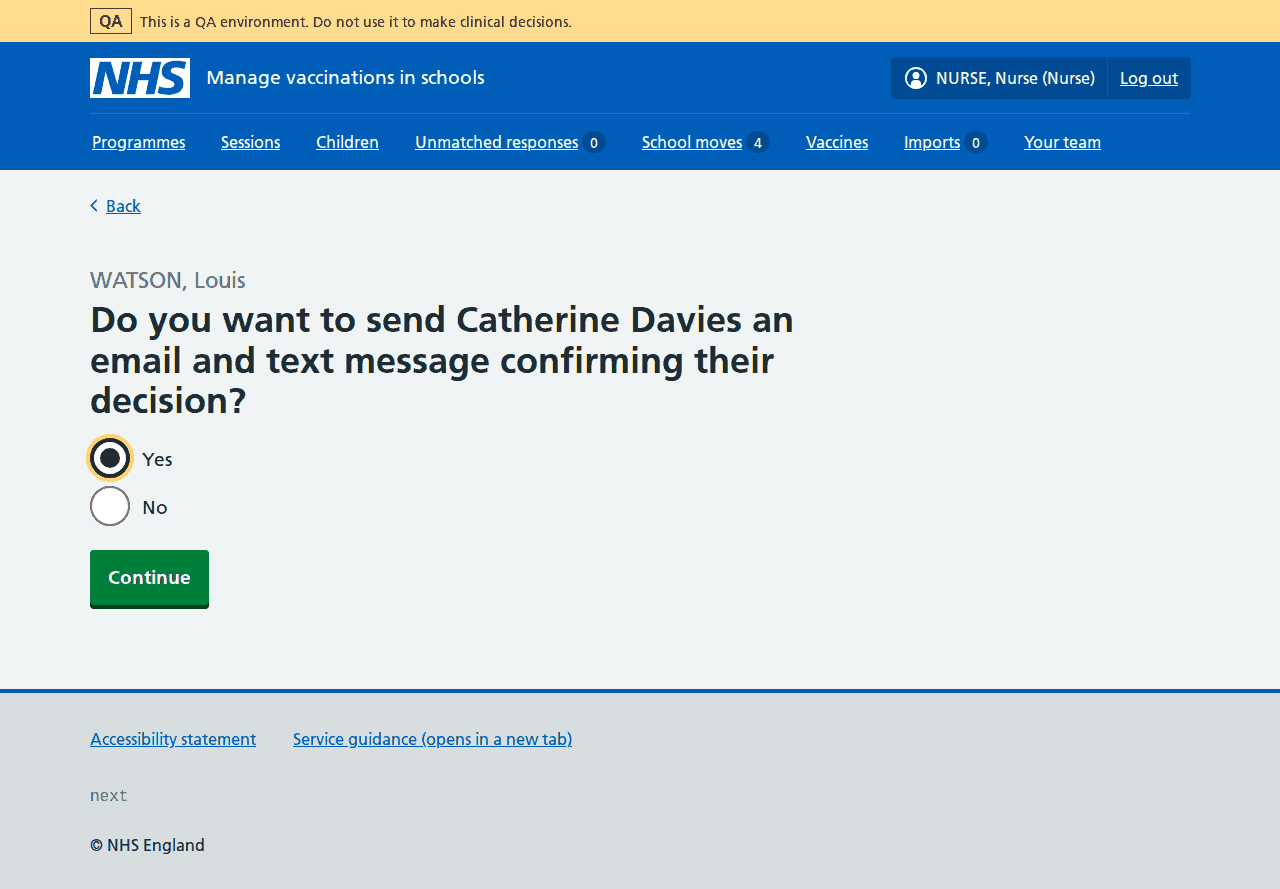 QA This is a QA environment. Do not use it to make clinical decisions.
NHS Manage vaccinations in schools NURSE, Nurse (Nurse) Log out
Programmes Sessions Children Unmatched responses 0 School moves 4 Vaccines Imports 0 Your team
Back
WATSON, Louis
Do you want to send Catherine Davies an
email and text message confirming their
decision?
Yes
No
Continue
Accessibility statement Service guidance (opens in a new tab)
next
© NHS England